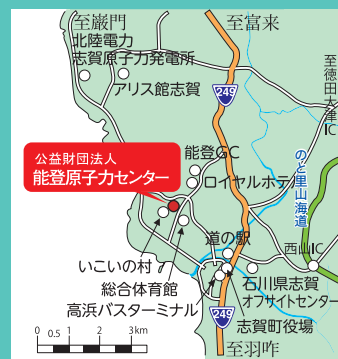 至巌門
至富来
北陸電力
志賀原子力発電所
アリス館志賀
249
至徳田大津IC
のと里山海道
公益財団法人
能登原子力センター
能登GC
ロイヤルホテル
道の駅
西山IC
いこいの村
総合体育館
高浜バスターミナル
石川県志賀
オフサイトセンター
志賀町役場
249
至羽咋
0 0.5 1 2 3km